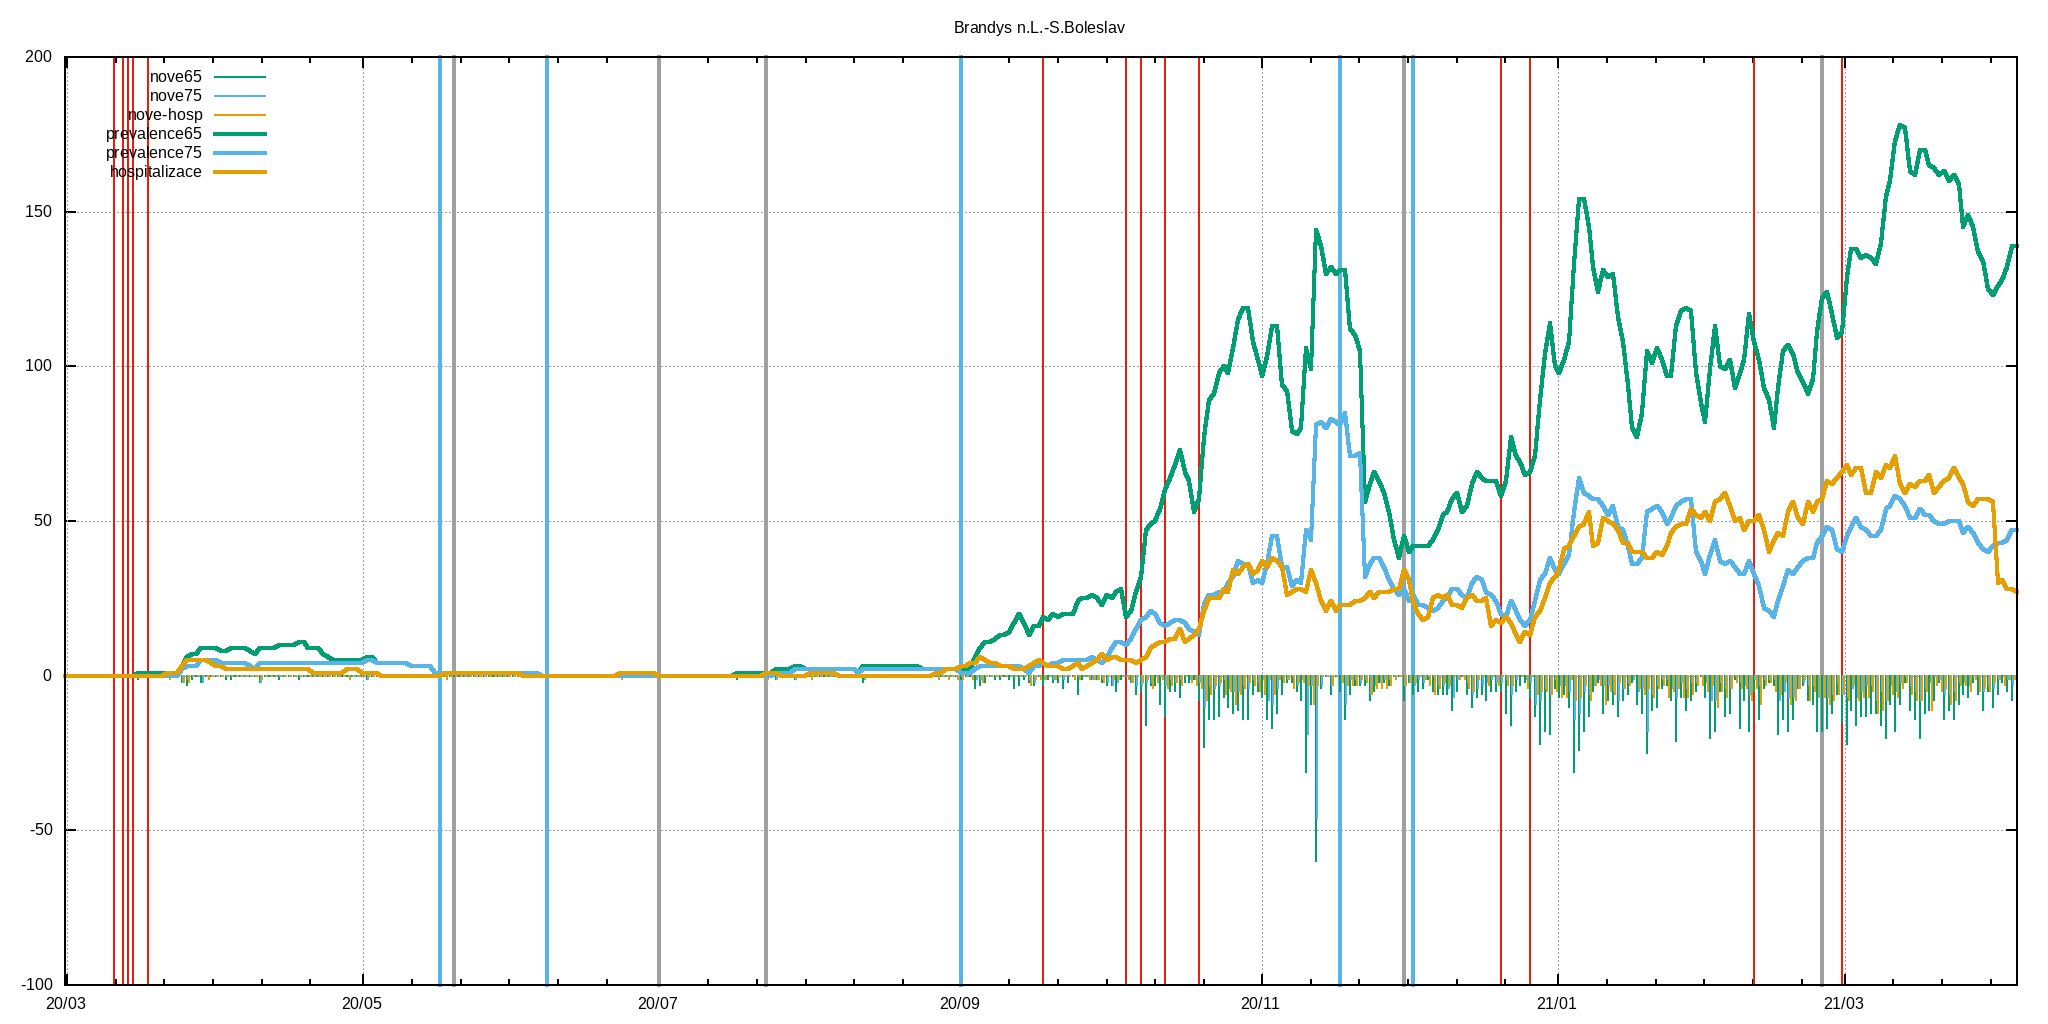 Brandys n.L.-S.Boleslav
200
nove65
nove75
nove-hosp
prevalence65
prevalence75
hospitalizace
150
100
50
0
-50
-100
20/03 20/05 20/07 20/09 20/11 21/01 21/03